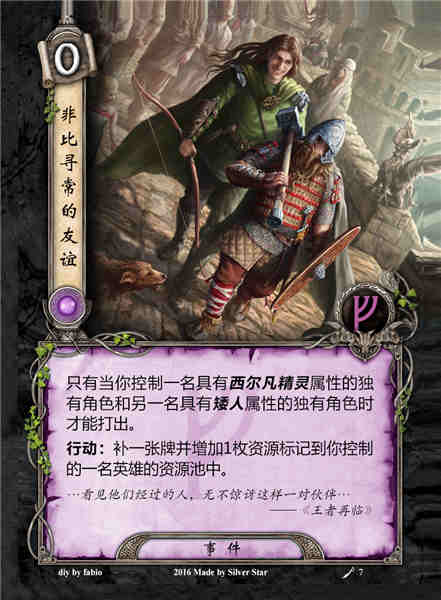 0
非比寻常的友谊
只有当你控制一名具有西尔凡精灵属性的独
有角色和另一名具有矮人属性的独有角色时
才能打出。
行动：补一张牌并增加1枚资源标记到你控制
的一名英雄的资源池中。
…看见他们经过的人，无不惊讶这样一对伙伴…
——《王者再临》
事件
diy by fabio 2016 Made by Silver Star 7